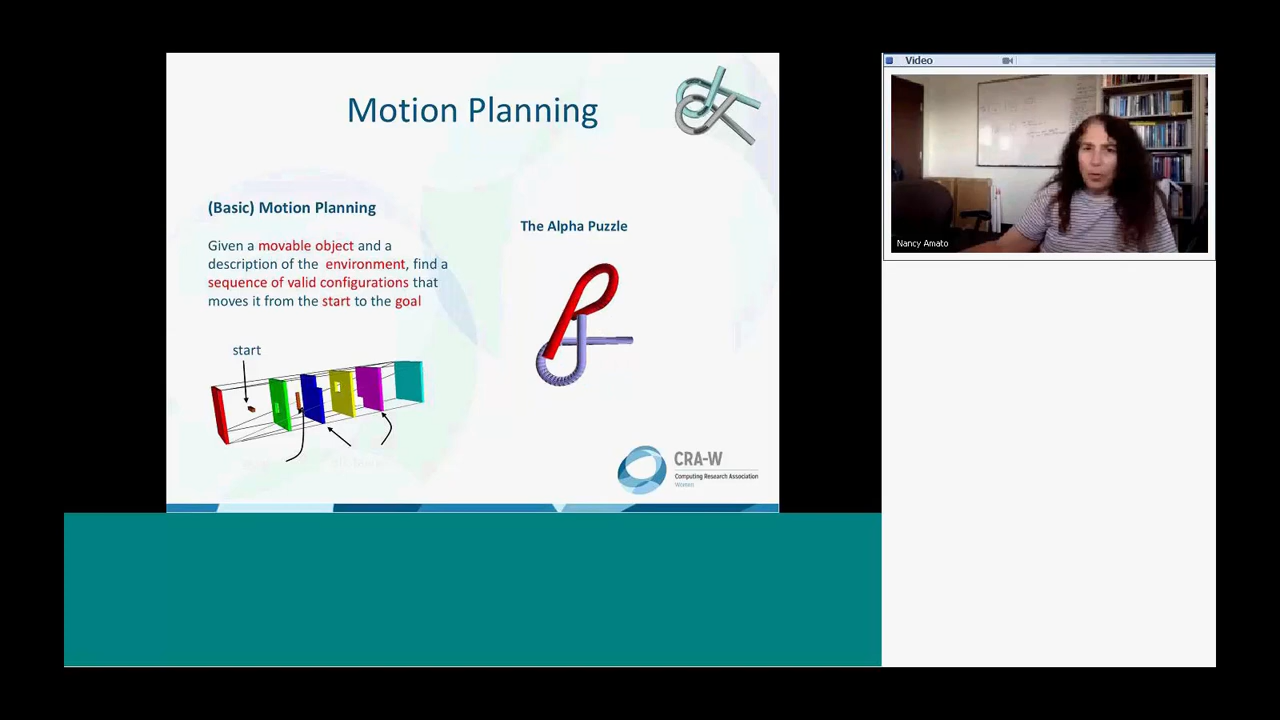 Motion Planning
(Basic) Motion Planning
Given a movable object and a
description of the environment, find a
sequence of valid configurations that
moves it from the start to the goal
start
The Alpha Puzzle
CRA-W
Computing Research Association
Women
Video
Nancy Amato